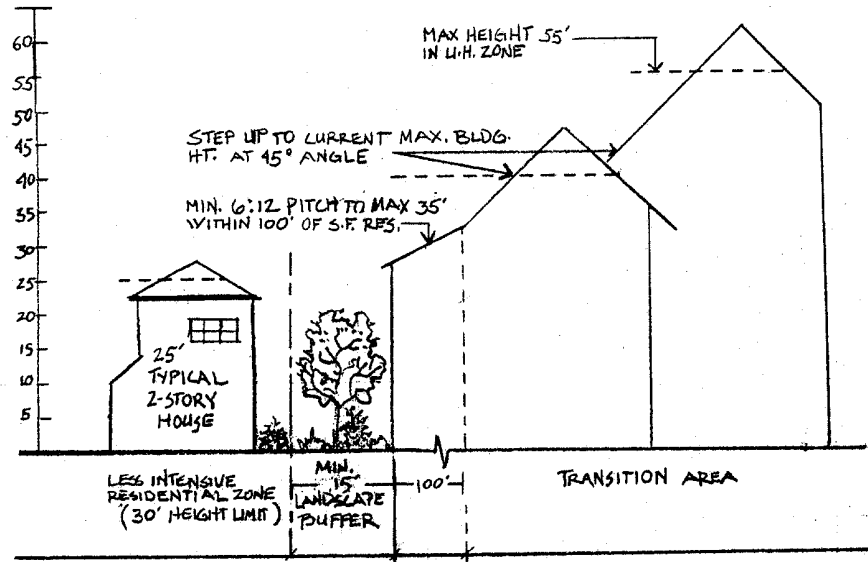 MAX HEIGHT 55'
IN U.H. ZONE
STEP UP TO CURRENT MAX. BLDG.
HT. AT 45° ANGLE
MIN. 6:12 PITCH TO MAX 35'
WITHIN 100' OF S.F. RES.
60
55
50
45
40
35
30
25
20
15
10
5
25'
TYPICAL
2-STORY
HOUSE
LESS INTENSIVE
RESIDENTIAL ZONE
(30' HEIGHT LIMIT)
MIN.
15'
LANDSCAPE
BUFFER
100'
TRANSITION AREA